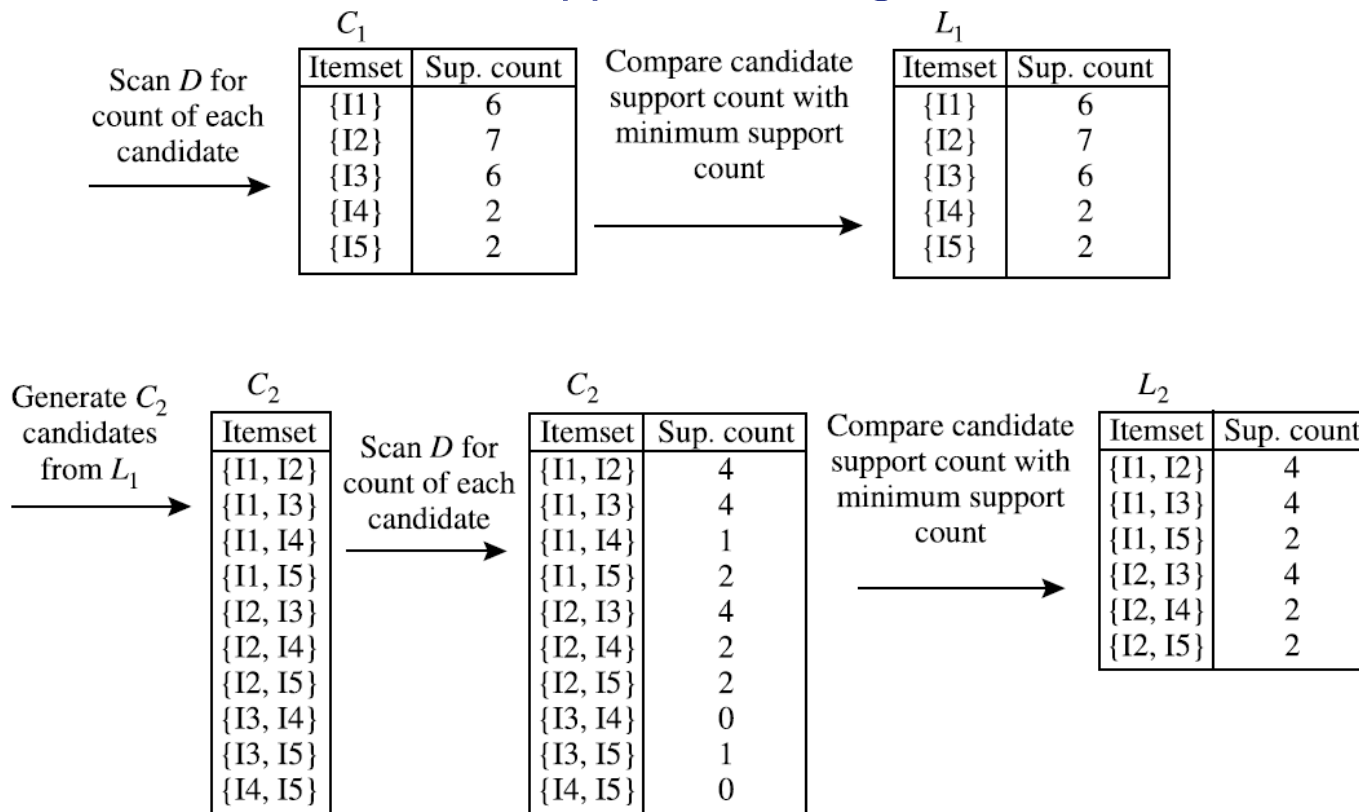 C1
Scan D for
count of each
candidate
Itemset Sup. count
{I1} 6
{I2} 7
{I3} 6
{I4} 2
{I5} 2
Compare candidate
support count with
minimum support
count
L1
Itemset Sup. count
{I1} 6
{I2} 7
{I3} 6
{I4} 2
{I5} 2
Generate C2
candidates
from L1
C2
Itemset
{I1, I2}
{I1, I3}
{I1, I4}
{I1, I5}
{I2, I3}
{I2, I4}
{I2, I5}
{I3, I4}
{I3, I5}
{I4, I5}
Scan D for
count of each
candidate
C2
Itemset Sup. count
{I1, I2} 4
{I1, I3} 4
{I1, I4} 1
{I1, I5} 2
{I2, I3} 4
{I2, I4} 2
{I2, I5} 2
{I3, I4} 0
{I3, I5} 1
{I4, I5} 0
Compare candidate
support count with
minimum support
count
L2
Itemset Sup. count
{I1, I2} 4
{I1, I3} 4
{I1, I5} 2
{I2, I3} 4
{I2, I4} 2
{I2, I5} 2